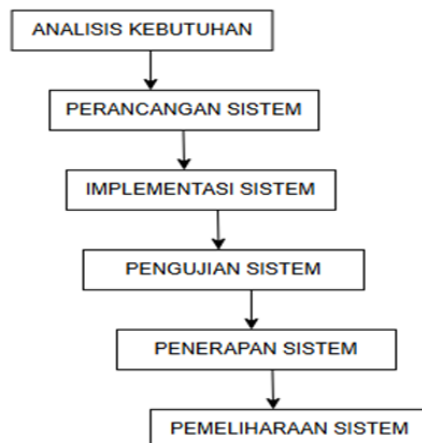 ANALISIS KEBUTUHAN
PERANCANGAN SISTEM
IMPLEMENTASI SISTEM
PENGUJIAN SISTEM
PENERAPAN SISTEM
PEMELIHARAAN SISTEM